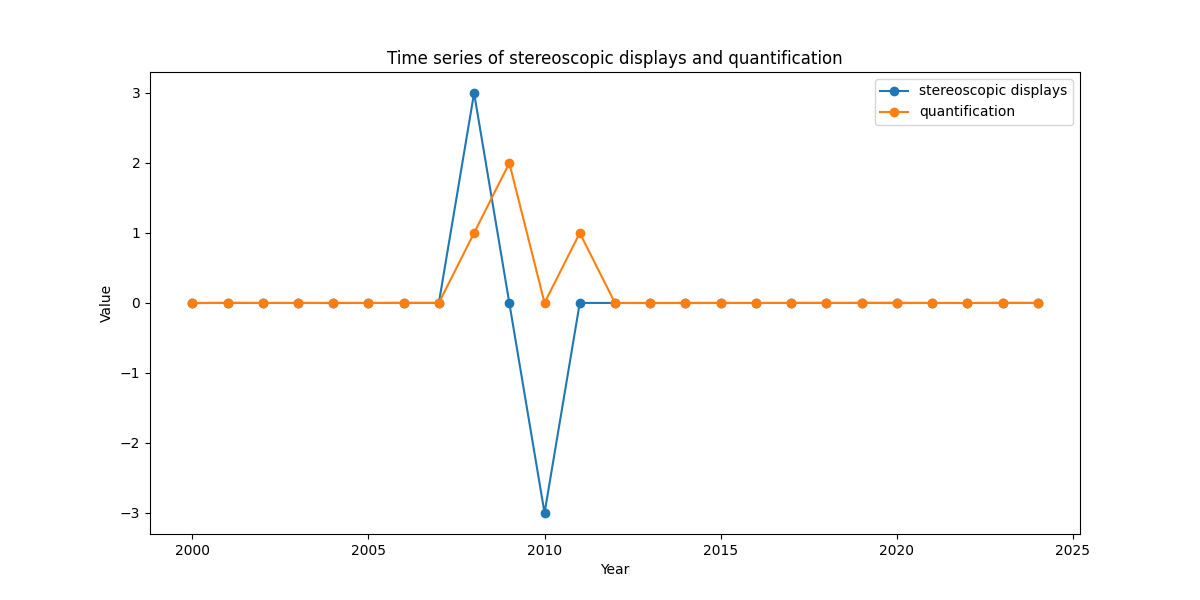 Time series of stereoscopic displays and quantification
stereoscopic displays
quantification
3
2
1
0
−1
−2
−3
Value
2000 2005 2010 2015 2020 2025
Year